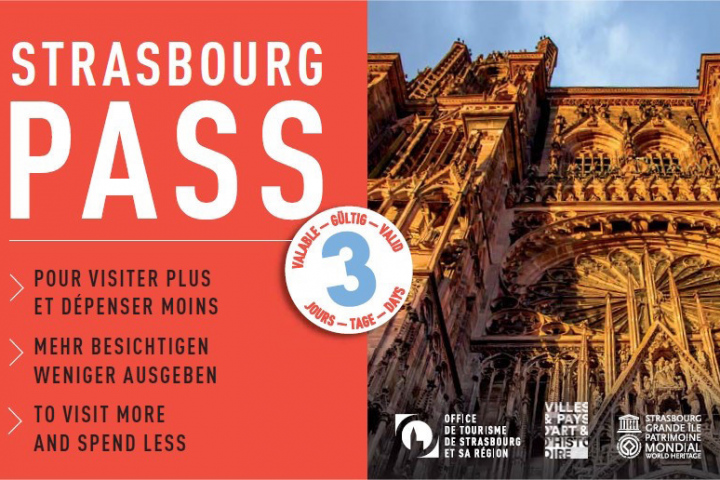 STRASBOURG
PASS
VALABLE – GÜLTIG – VALID
3
JOURS – TAGE – DAYS
POUR VISITER PLUS
ET DÉPENSER MOINS
MEHR BESICHTIGEN
WENIGER AUSGEBEN
TO VISIT MORE
AND SPEND LESS
OFFICE
DE TOURISME
DE STRASBOURG
ET SA RÉGION
VILLES
& PAYS
D'ART &
D'HISTO
IRE
STRASBOURG
GRANDE ÎLE
PATRIMOINE
MONDIAL
WORLD HERITAGE